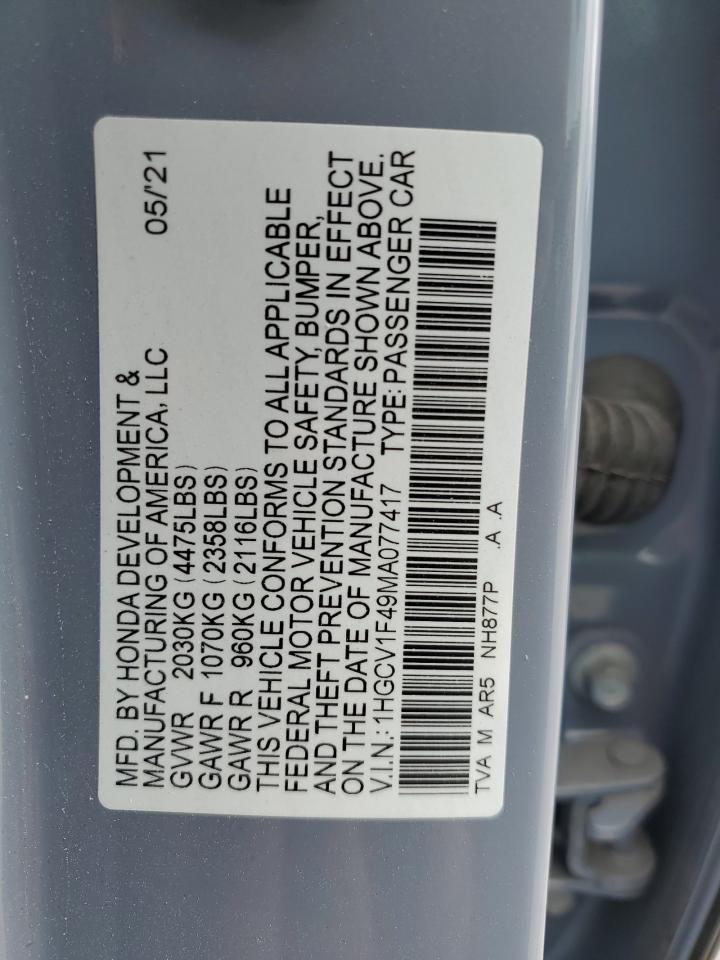 MFD. BY HONDA DEVELOPMENT & 05/'21
MANUFACTURING OF AMERICA, LLC
GVWR 2030KG (4475LBS)
GAWR F 1070KG (2358LBS)
GAWR R 960KG (2116LBS)
THIS VEHICLE CONFORMS TO ALL APPLICABLE
FEDERAL MOTOR VEHICLE SAFETY, BUMPER,
AND THEFT PREVENTION STANDARDS IN EFFECT
ON THE DATE OF MANUFACTURE SHOWN ABOVE.
V.I.N.: 1HGCV1F49MA077417 TYPE: PASSENGER CAR
TVA M AR5 NH877P .A .A